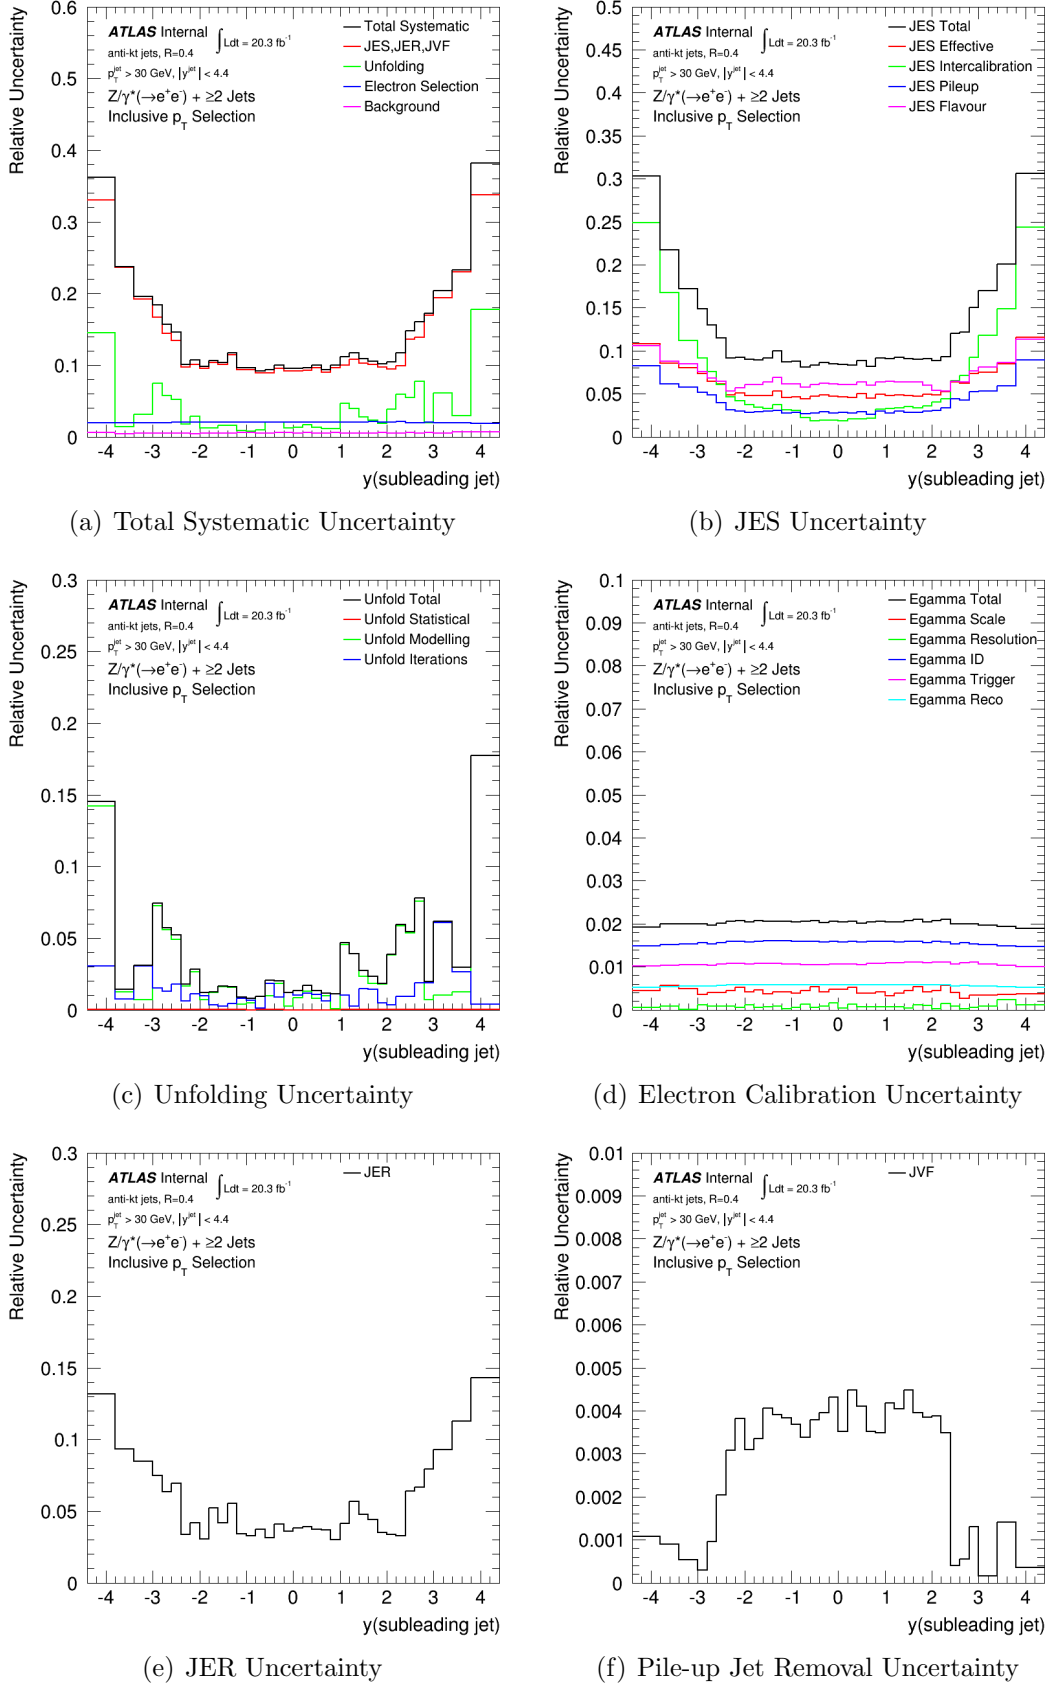 0.6
0.5
0.4
0.3
0.2
0.1
0
Relative Uncertainty
ATLAS Internal ∫Ldt = 20.3 fb⁻¹
anti-kt jets, R=0.4
p_T^jet > 30 GeV, |y^jet| < 4.4
Z/γ*(→e⁺e⁻) + ≥2 Jets
Inclusive p_T Selection
Total Systematic
JES,JER,JVF
Unfolding
Electron Selection
Background
-4 -3 -2 -1 0 1 2 3 4
y(subleading jet)
(a) Total Systematic Uncertainty
0.5
0.45
0.4
0.35
0.3
0.25
0.2
0.15
0.1
0.05
0
Relative Uncertainty
ATLAS Internal ∫Ldt = 20.3 fb⁻¹
anti-kt jets, R=0.4
p_T^jet > 30 GeV, |y^jet| < 4.4
Z/γ*(→e⁺e⁻) + ≥2 Jets
Inclusive p_T Selection
JES Total
JES Effective
JES Intercalibration
JES Pileup
JES Flavour
-4 -3 -2 -1 0 1 2 3 4
y(subleading jet)
(b) JES Uncertainty
0.3
0.25
0.2
0.15
0.1
0.05
0
Relative Uncertainty
ATLAS Internal ∫Ldt = 20.3 fb⁻¹
anti-kt jets, R=0.4
p_T^jet > 30 GeV, |y^jet| < 4.4
Z/γ*(→e⁺e⁻) + ≥2 Jets
Inclusive p_T Selection
Unfold Total
Unfold Statistical
Unfold Modelling
Unfold Iterations
-4 -3 -2 -1 0 1 2 3 4
y(subleading jet)
(c) Unfolding Uncertainty
0.1
0.09
0.08
0.07
0.06
0.05
0.04
0.03
0.02
0.01
0
Relative Uncertainty
ATLAS Internal ∫Ldt = 20.3 fb⁻¹
anti-kt jets, R=0.4
p_T^jet > 30 GeV, |y^jet| < 4.4
Z/γ*(→e⁺e⁻) + ≥2 Jets
Inclusive p_T Selection
Egamma Total
Egamma Scale
Egamma Resolution
Egamma ID
Egamma Trigger
Egamma Reco
-4 -3 -2 -1 0 1 2 3 4
y(subleading jet)
(d) Electron Calibration Uncertainty
0.3
0.25
0.2
0.15
0.1
0.05
0
Relative Uncertainty
ATLAS Internal ∫Ldt = 20.3 fb⁻¹
anti-kt jets, R=0.4
p_T^jet > 30 GeV, |y^jet| < 4.4
Z/γ*(→e⁺e⁻) + ≥2 Jets
Inclusive p_T Selection
JER
-4 -3 -2 -1 0 1 2 3 4
y(subleading jet)
(e) JER Uncertainty
0.01
0.009
0.008
0.007
0.006
0.005
0.004
0.003
0.002
0.001
0
Relative Uncertainty
ATLAS Internal ∫Ldt = 20.3 fb⁻¹
anti-kt jets, R=0.4
p_T^jet > 30 GeV, |y^jet| < 4.4
Z/γ*(→e⁺e⁻) + ≥2 Jets
Inclusive p_T Selection
JVF
-4 -3 -2 -1 0 1 2 3 4
y(subleading jet)
(f) Pile-up Jet Removal Uncertainty